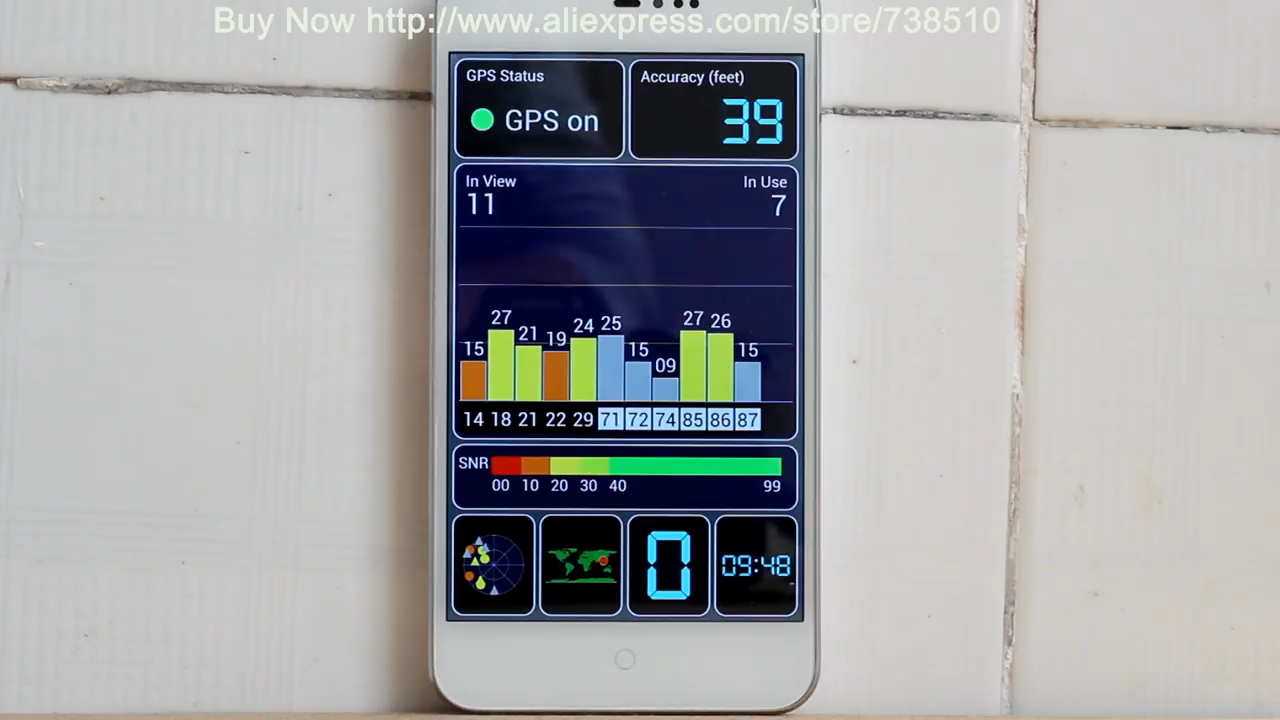 Buy Now http://www.aliexpress.com/store/738510
GPS Status
GPS on
Accuracy (feet)
39
In View
11
In Use
7
15 27 21 19 24 25 15 09 27 26 15
14 18 21 22 29 71 72 74 85 86 87
SNR
00 10 20 30 40 99
0
09:48